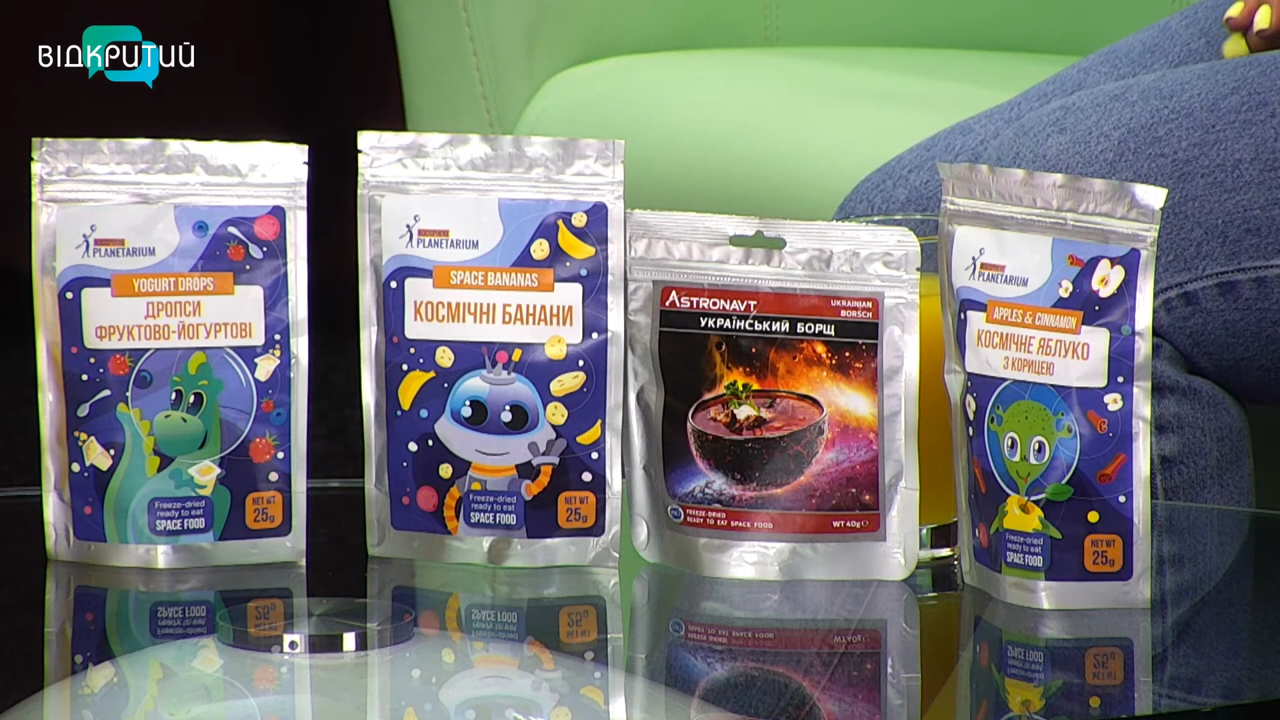 ВІДКРИТИЙ
PLANETARIUM
YOGURT DROPS
ДРОПСИ
ФРУКТОВО-ЙОГУРТОВІ
Freeze-dried
ready to eat
SPACE FOOD
NET WT
25g
PLANETARIUM
SPACE BANANAS
КОСМІЧНІ БАНАНИ
Freeze-dried
ready to eat
SPACE FOOD
NET WT
25g
ASTRONAVT
UKRAINIAN
BORSCH
УКРАЇНСЬКИЙ БОРЩ
FREEZE-DRIED
READY TO EAT SPACE FOOD
WT 40g
PLANETARIUM
APPLES & CINNAMON
КОСМІЧНЕ ЯБЛУКО
З КОРИЦЕЮ
Freeze-dried
ready to eat
SPACE FOOD
NET WT
25g